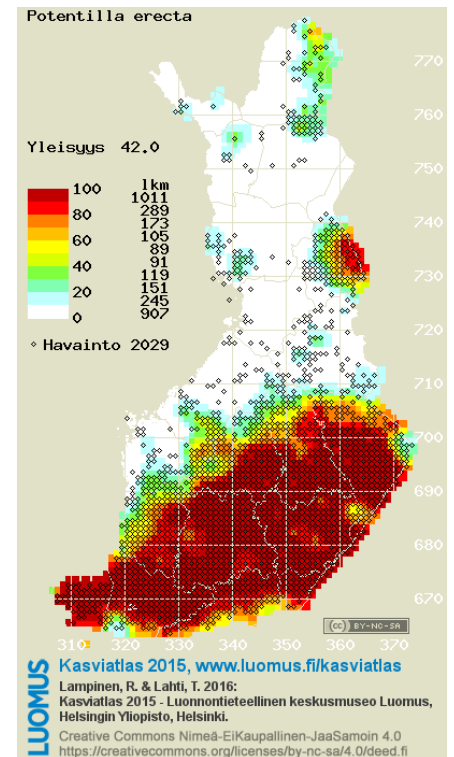 Potentilla erecta
770
760
Yleisyys 42.0
750
lkm
100 1011
289
80 173
740
105
60 89
91
40 119
730
151
20 245
0 907
720
Havainto 2029
710
700
690
680
670
(cc) BY-NC-SA
310 320 330 340 350 360 370
LUOMUS
Kasviatlas 2015, www.luomus.fi/kasviatlas
Lampinen, R. & Lahti, T. 2016:
Kasviatlas 2015 - Luonnontieteellinen keskusmuseo Luomus,
Helsingin Yliopisto, Helsinki.
Creative Commons Nimeä-EiKaupallinen-JaaSamoin 4.0
https://creativecommons.org/licenses/by-nc-sa/4.0/deed.fi